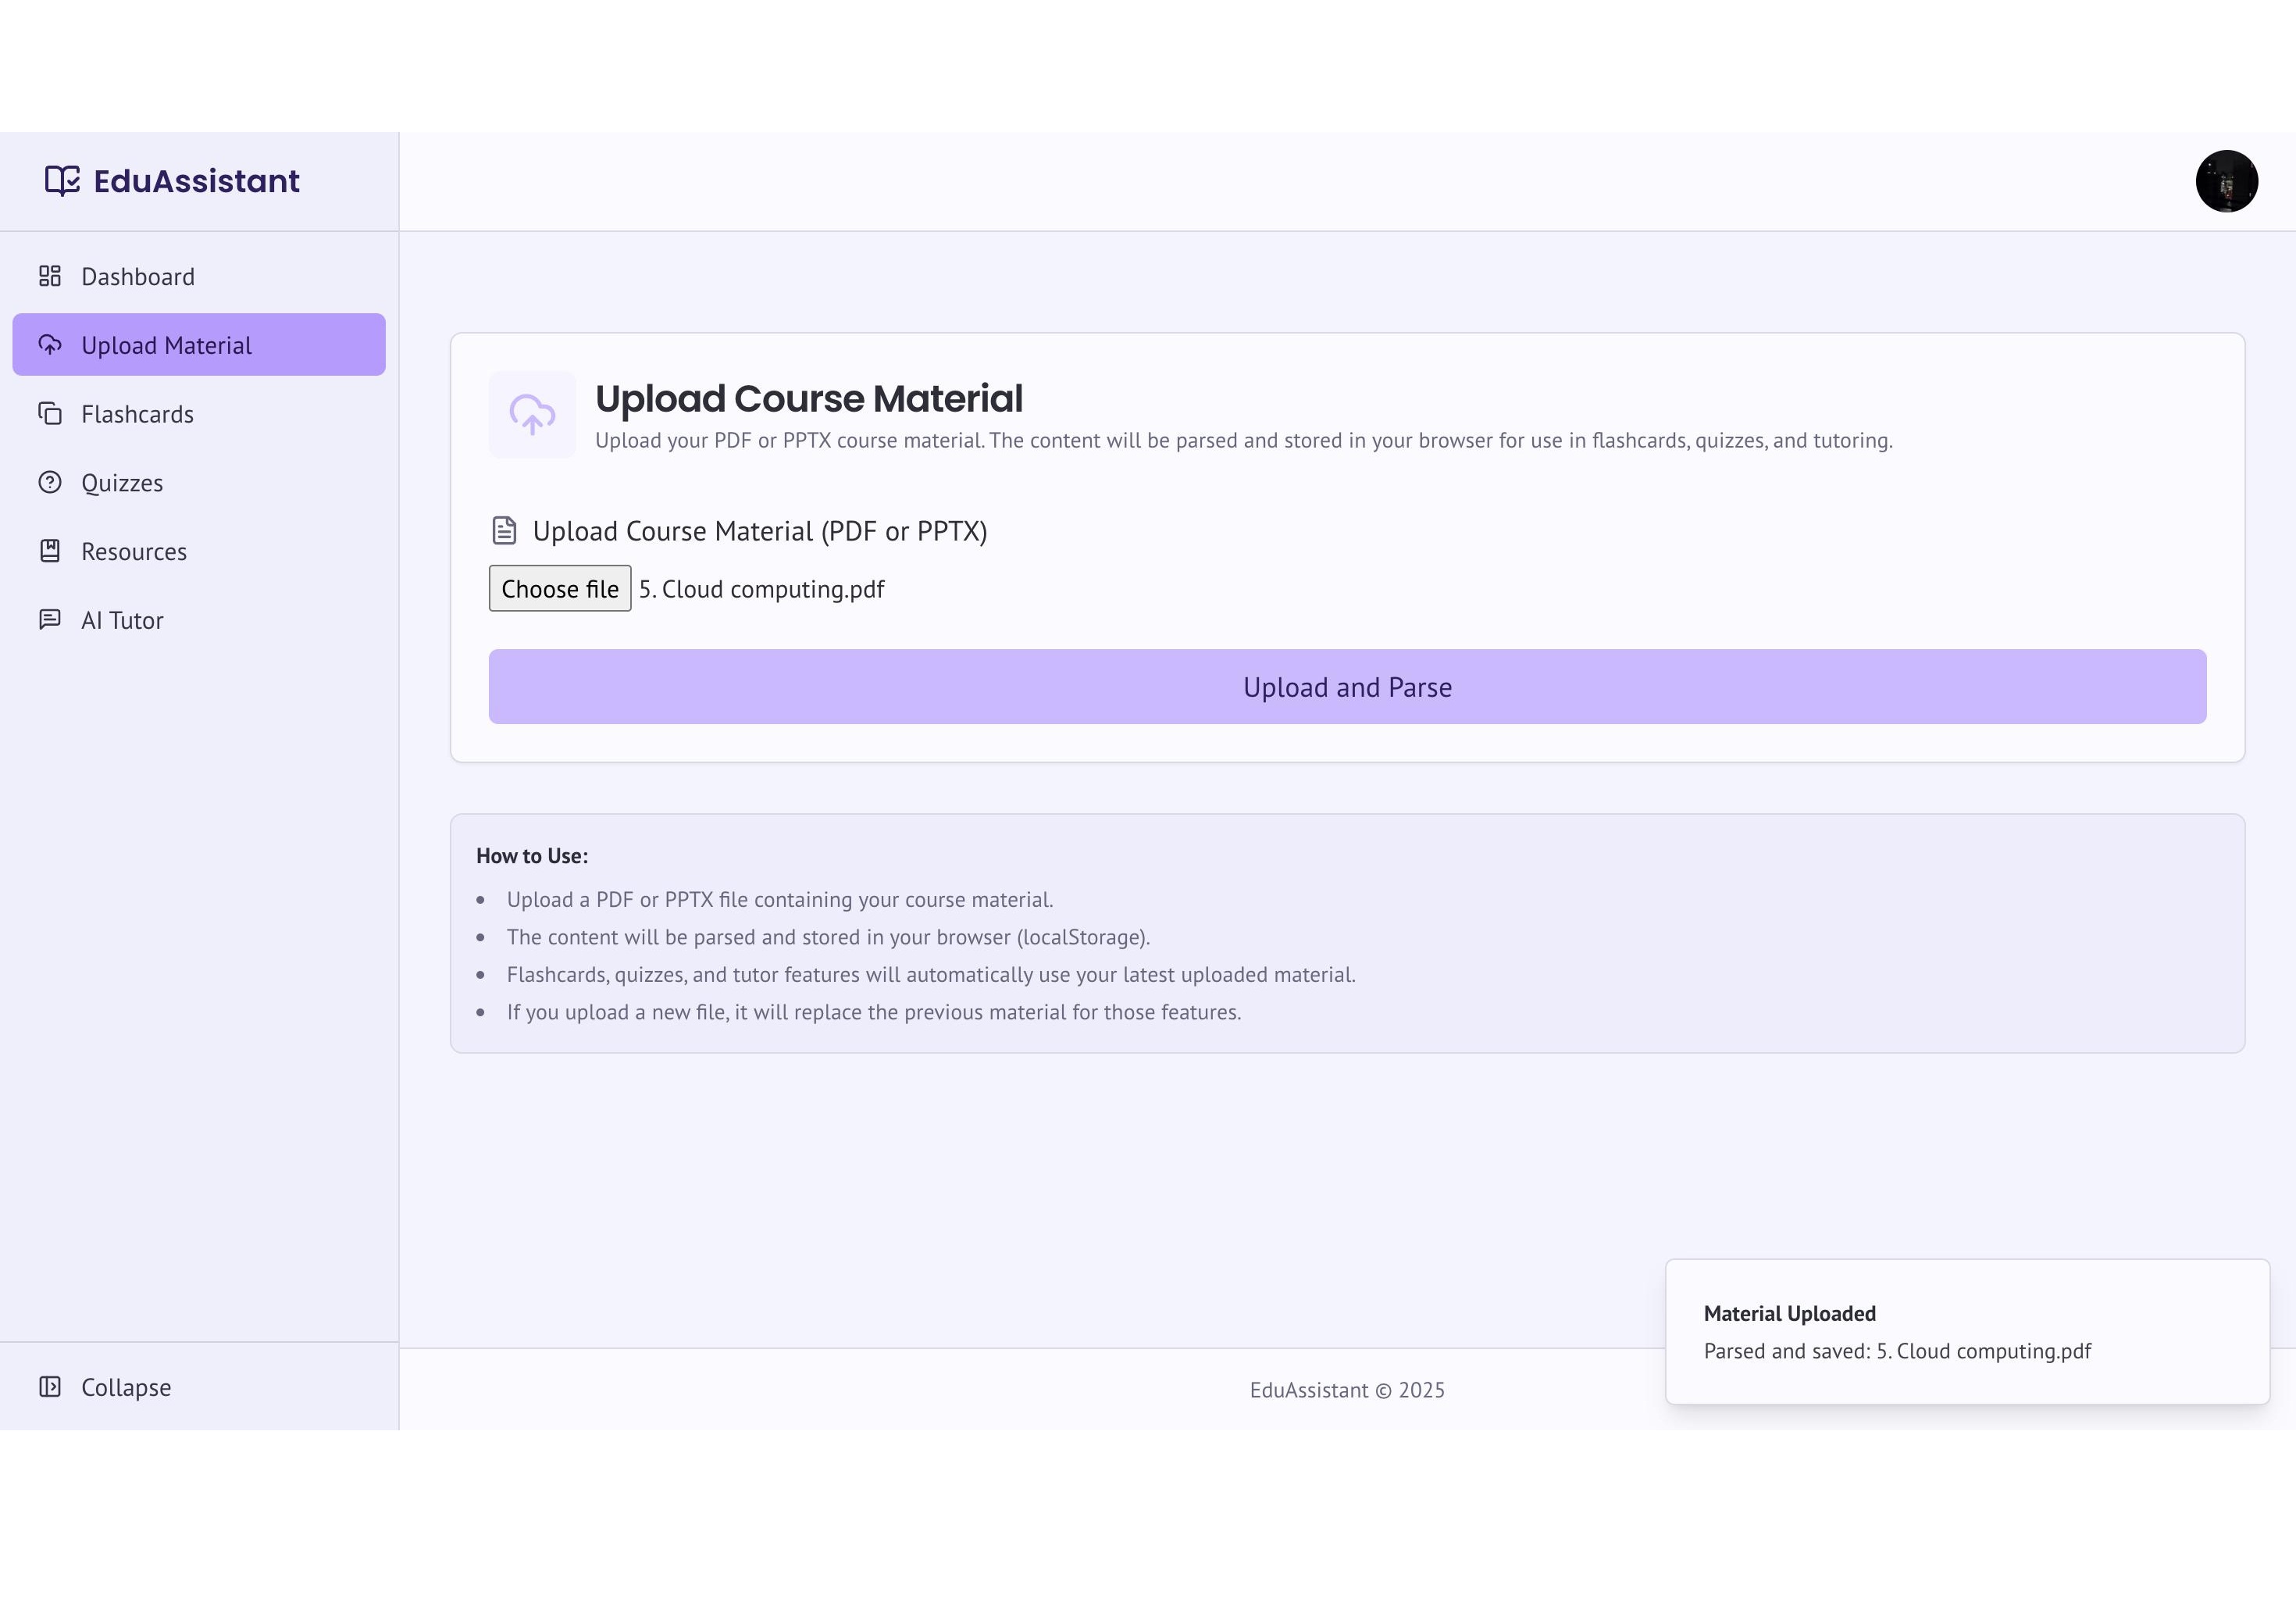 EduAssistant
Dashboard
Upload Material
Flashcards
Quizzes
Resources
AI Tutor
Collapse
Upload Course Material
Upload your PDF or PPTX course material. The content will be parsed and stored in your browser for use in flashcards, quizzes, and tutoring.
Upload Course Material (PDF or PPTX)
Choose file 5. Cloud computing.pdf
Upload and Parse
How to Use:
• Upload a PDF or PPTX file containing your course material.
• The content will be parsed and stored in your browser (localStorage).
• Flashcards, quizzes, and tutor features will automatically use your latest uploaded material.
• If you upload a new file, it will replace the previous material for those features.
Material Uploaded
Parsed and saved: 5. Cloud computing.pdf
EduAssistant © 2025